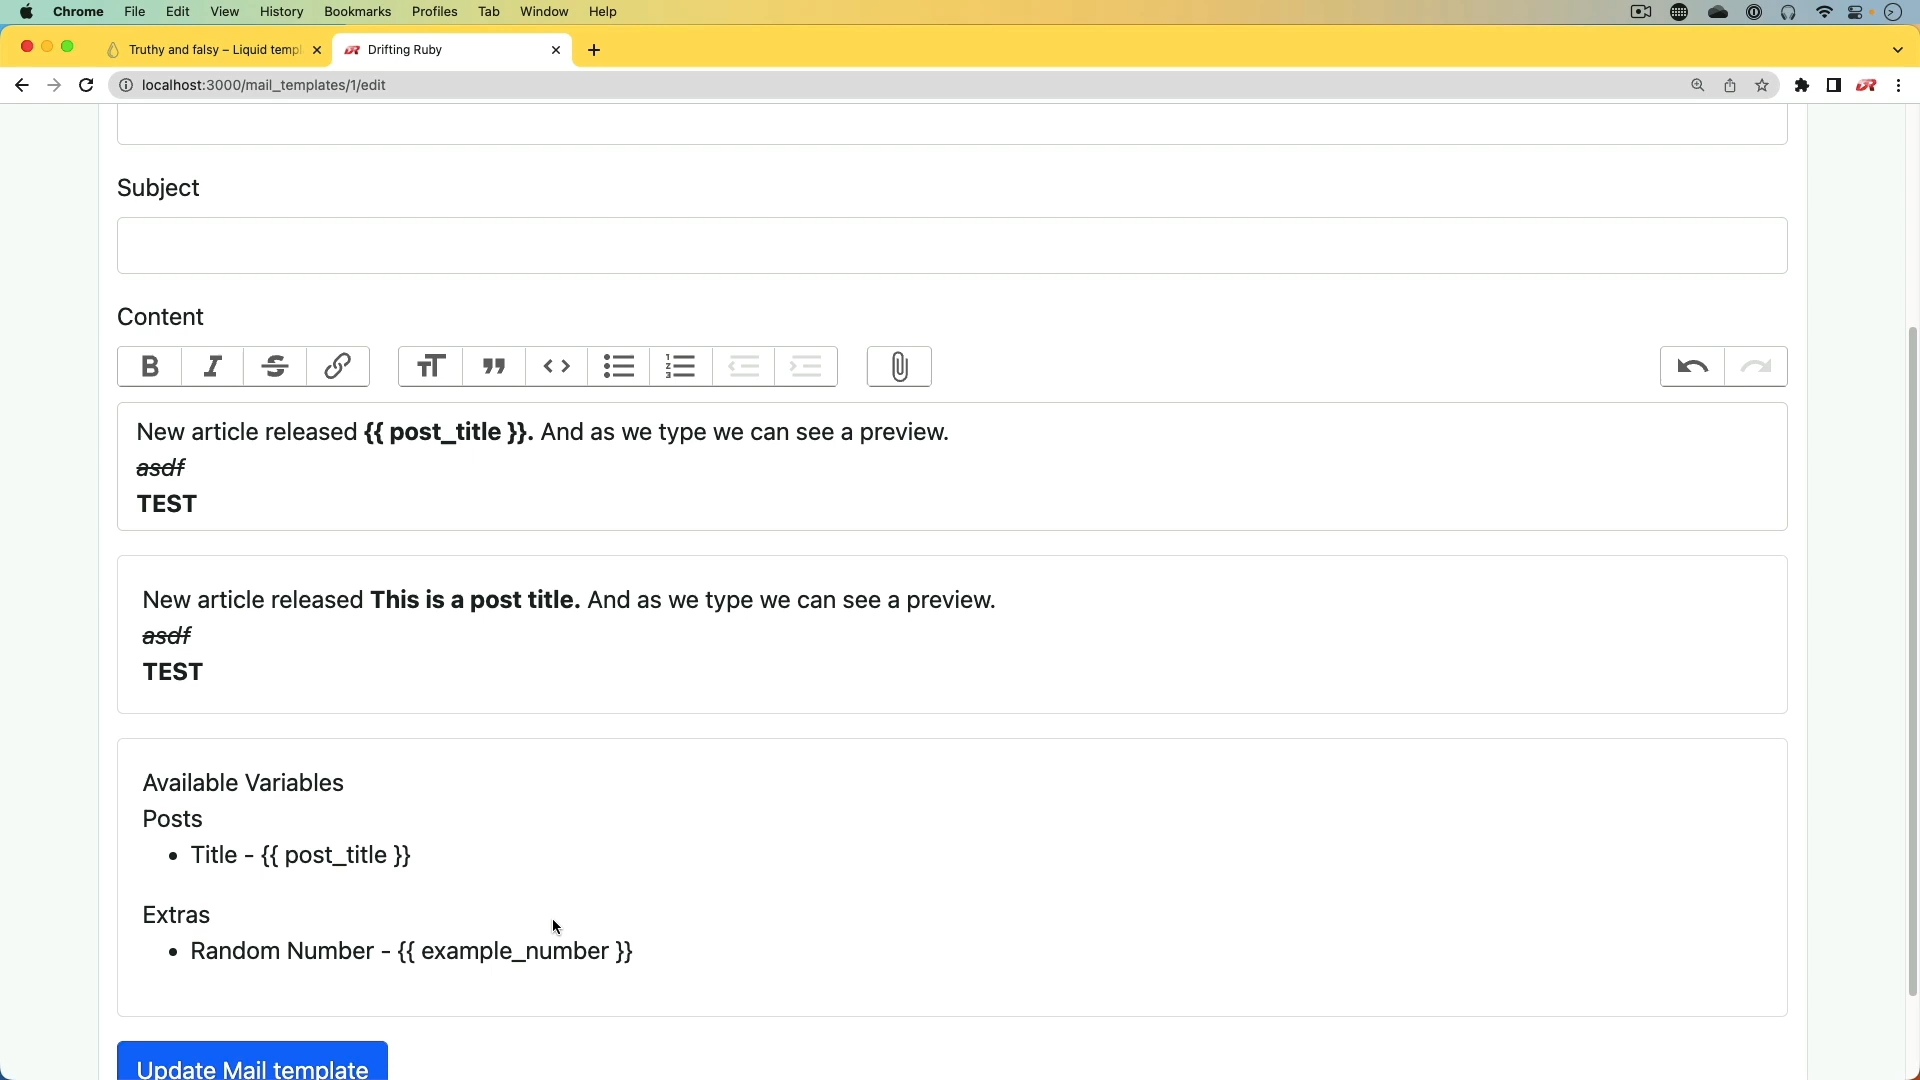 Chrome File Edit View History Bookmarks Profiles Tab Window Help
Truthy and falsy – Liquid templ
Drifting Ruby
localhost:3000/mail_templates/1/edit
Subject
Content
New article released {{ post_title }}. And as we type we can see a preview.
asdf
TEST
New article released This is a post title. And as we type we can see a preview.
asdf
TEST
Available Variables
Posts
• Title - {{ post_title }}
Extras
• Random Number - {{ example_number }}
Update Mail template